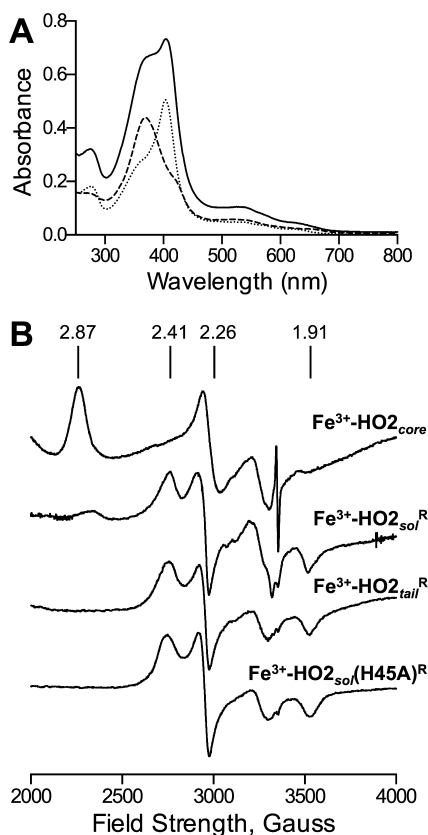 A
0.8
0.6
0.4
0.2
0.0
Absorbance
300 400 500 600 700 800
Wavelength (nm)
B
2.87 2.41 2.26 1.91
Fe³⁺-HO2core
Fe³⁺-HO2solᴿ
Fe³⁺-HO2tailᴿ
Fe³⁺-HO2sol(H45A)ᴿ
2000 2500 3000 3500 4000
Field Strength, Gauss